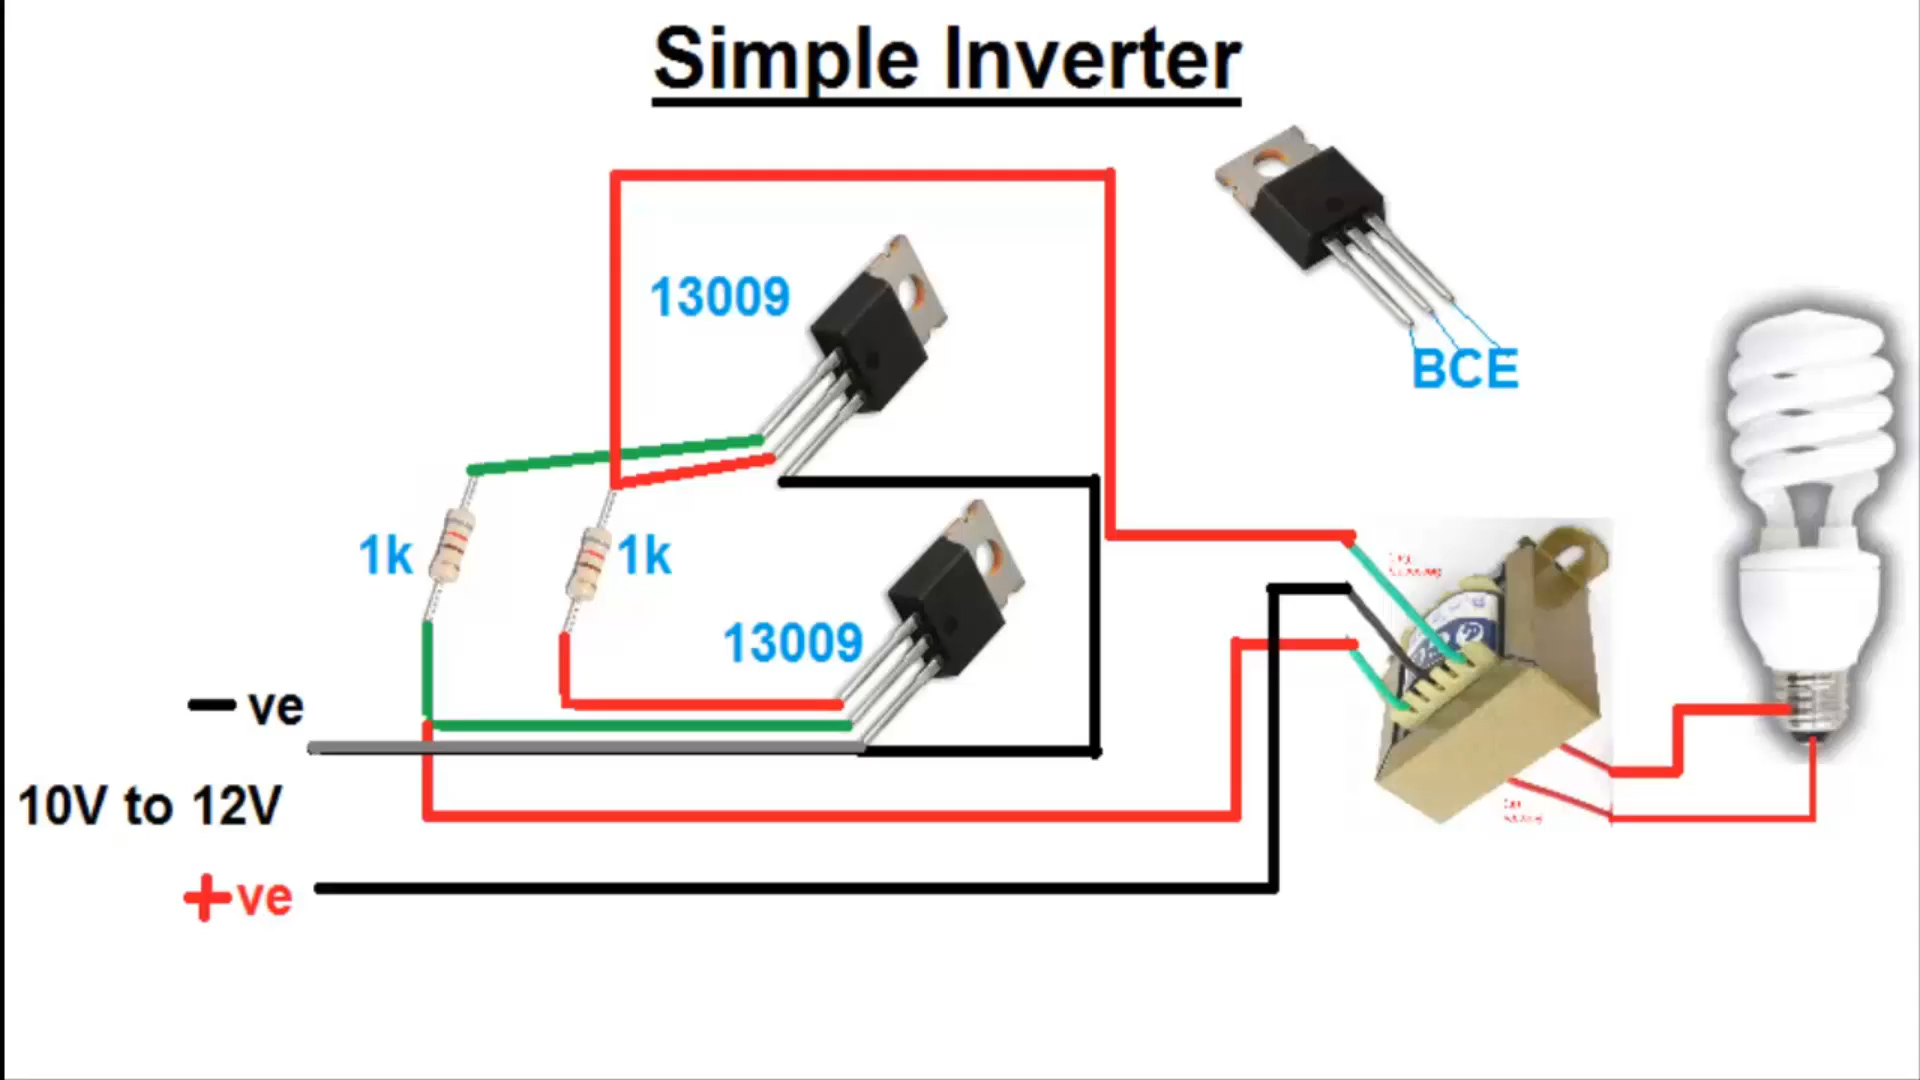 Simple Inverter
13009
BCE
1k
1k
13009
– ve
10V to 12V
+ve